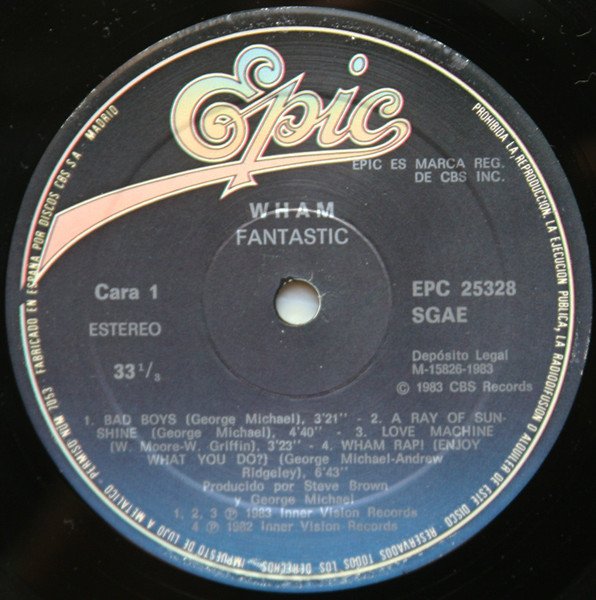 Epic
EPIC ES MARCA REG.
DE CBS INC.
WHAM
FANTASTIC
Cara 1
ESTEREO
33 1/3
EPC 25328
SGAE
Depósito Legal
M-15826-1983
© 1983 CBS Records
1. BAD BOYS (George Michael), 3'21'' - 2. A RAY OF SUN-
SHINE (George Michael), 4'40'' - 3. LOVE MACHINE
(W. Moore-W. Griffin), 3'23'' - 4. WHAM RAP! (ENJOY
WHAT YOU DO?) (George Michael-Andrew
Ridgeley), 6'43''
Producido por Steve Brown
y George Michael
1, 2, 3 Ⓟ 1983 Inner Vision Records
4 Ⓟ 1982 Inner Vision Records
PROHIBIDA LA REPRODUCCION, LA EJECUCION PUBLICA, LA RADIODIFUSION O ALQUILER DE ESTE DISCO. RESERVADOS TODOS LOS DERECHOS
IMPUESTO DE LUJO A METALICO - PERMISO NUM 7053 FABRICADO EN ESPAÑA POR DISCOS CBS S A MADRID